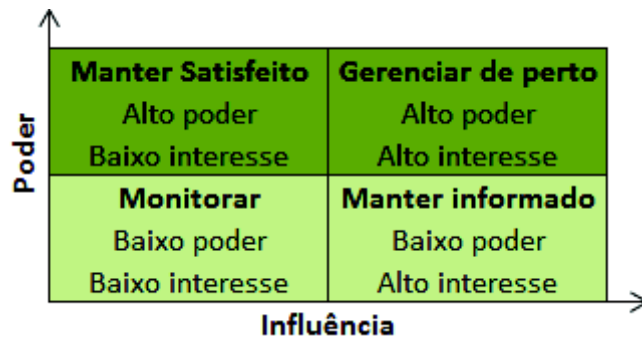 Poder
Manter Satisfeito
Alto poder
Baixo interesse
Gerenciar de perto
Alto poder
Alto interesse
Monitorar
Baixo poder
Baixo interesse
Manter informado
Baixo poder
Alto interesse
Influência